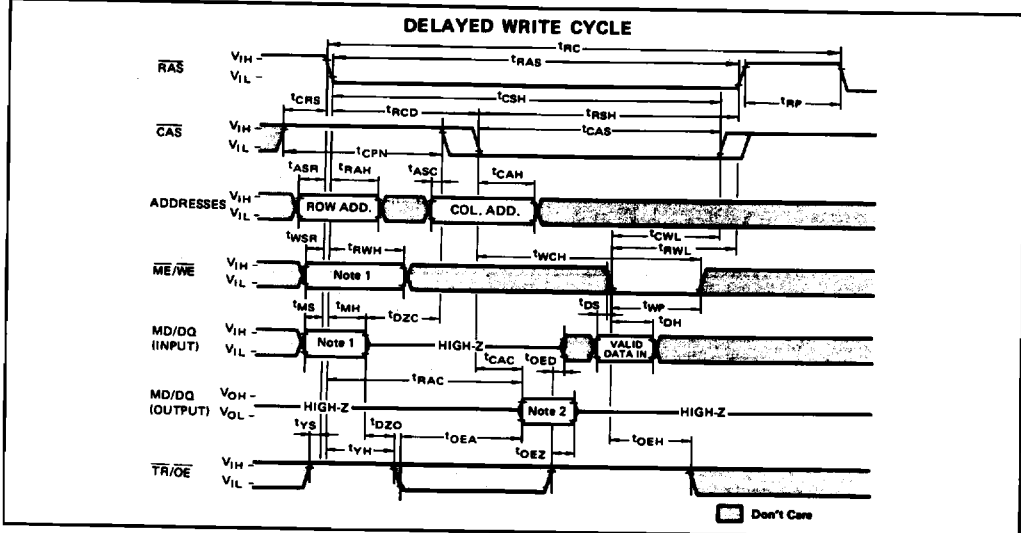 DELAYED WRITE CYCLE
tRC
RAS
VIH
VIL
tRAS
tCRS
tRCD
tCSH
tRSH
tRP
CAS
VIH
VIL
tCAS
tCPN
tASR
tRAH
tASC
tCAH
ADDRESSES
VIH
VIL
ROW ADD.
COL. ADD.
tCWL
tRWL
tWSR
tRWH
tWCH
ME/WE
VIH
VIL
Note 1
tMS
tMH
tDZC
tDS
tWP
tDH
MD/DQ
(INPUT)
VIH
VIL
Note 1
HIGH-Z
VALID
DATA IN
tCAC
tOED
tRAC
MD/DQ
(OUTPUT)
VOH
VOL
HIGH-Z
Note 2
HIGH-Z
tYS
tDZO
tOEA
tOEZ
tOEH
tYH
TR/OE
VIH
VIL
Don't Care